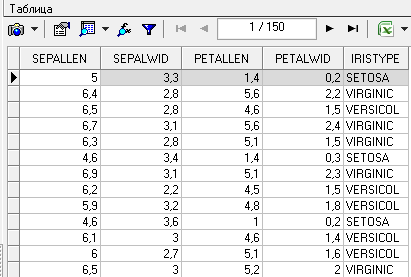 Таблица
1 / 150
SEPALLEN SEPALWID PETALLEN PETALWID IRISTYPE
5 3,3 1,4 0,2 SETOSA
6,4 2,8 5,6 2,2 VIRGINIC
6,5 2,8 4,6 1,5 VERSICOL
6,7 3,1 5,6 2,4 VIRGINIC
6,3 2,8 5,1 1,5 VIRGINIC
4,6 3,4 1,4 0,3 SETOSA
6,9 3,1 5,1 2,3 VIRGINIC
6,2 2,2 4,5 1,5 VERSICOL
5,9 3,2 4,8 1,8 VERSICOL
4,6 3,6 1 0,2 SETOSA
6,1 3 4,6 1,4 VERSICOL
6 2,7 5,1 1,6 VERSICOL
6,5 3 5,2 2 VIRGINIC